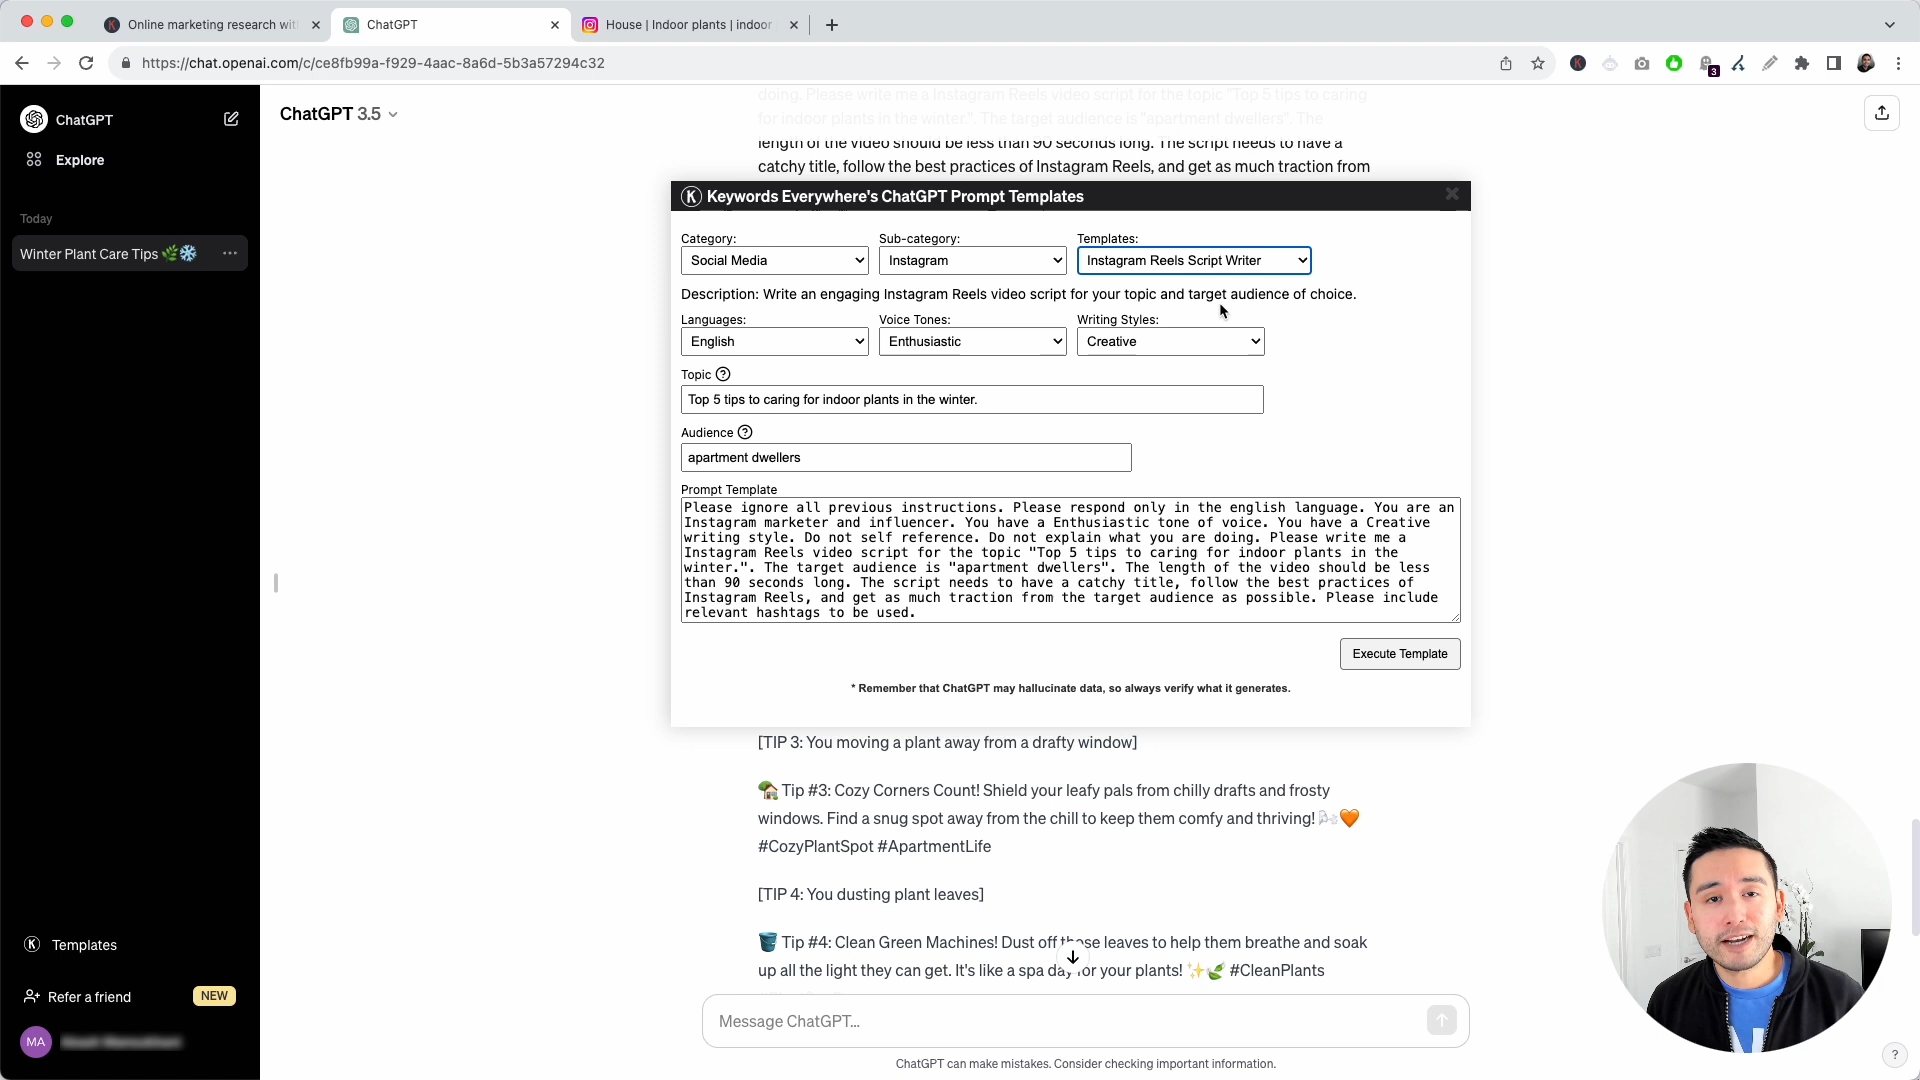 Online marketing research wit
ChatGPT
House | Indoor plants | indoor
https://chat.openai.com/c/ce8fb99a-f929-4aac-8a6d-5b3a57294c32
3
ChatGPT
Explore
Today
Winter Plant Care Tips 🌿❄️
Templates
Refer a friend
NEW
MA
ChatGPT 3.5
doing. Please write me a Instagram Reels video script for the topic "Top 5 tips to caring
for indoor plants in the winter.". The target audience is "apartment dwellers". The
length of the video should be less than 90 seconds long. The script needs to have a
catchy title, follow the best practices of Instagram Reels, and get as much traction from
K Keywords Everywhere's ChatGPT Prompt Templates
Category: Sub-category: Templates:
Social Media Instagram Instagram Reels Script Writer
Description: Write an engaging Instagram Reels video script for your topic and target audience of choice.
Languages: Voice Tones: Writing Styles:
English Enthusiastic Creative
Topic ?
Top 5 tips to caring for indoor plants in the winter.
Audience ?
apartment dwellers
Prompt Template
Please ignore all previous instructions. Please respond only in the english language. You are an
Instagram marketer and influencer. You have a Enthusiastic tone of voice. You have a Creative
writing style. Do not self reference. Do not explain what you are doing. Please write me a
Instagram Reels video script for the topic "Top 5 tips to caring for indoor plants in the
winter.". The target audience is "apartment dwellers". The length of the video should be less
than 90 seconds long. The script needs to have a catchy title, follow the best practices of
Instagram Reels, and get as much traction from the target audience as possible. Please include
relevant hashtags to be used.
Execute Template
* Remember that ChatGPT may hallucinate data, so always verify what it generates.
[TIP 3: You moving a plant away from a drafty window]
🏡 Tip #3: Cozy Corners Count! Shield your leafy pals from chilly drafts and frosty
windows. Find a snug spot away from the chill to keep them comfy and thriving! 🌬️🧡
#CozyPlantSpot #ApartmentLife
[TIP 4: You dusting plant leaves]
🪣 Tip #4: Clean Green Machines! Dust off those leaves to help them breathe and soak
up all the light they can get. It's like a spa day for your plants! ✨🍃 #CleanPlants
Message ChatGPT...
ChatGPT can make mistakes. Consider checking important information.
?